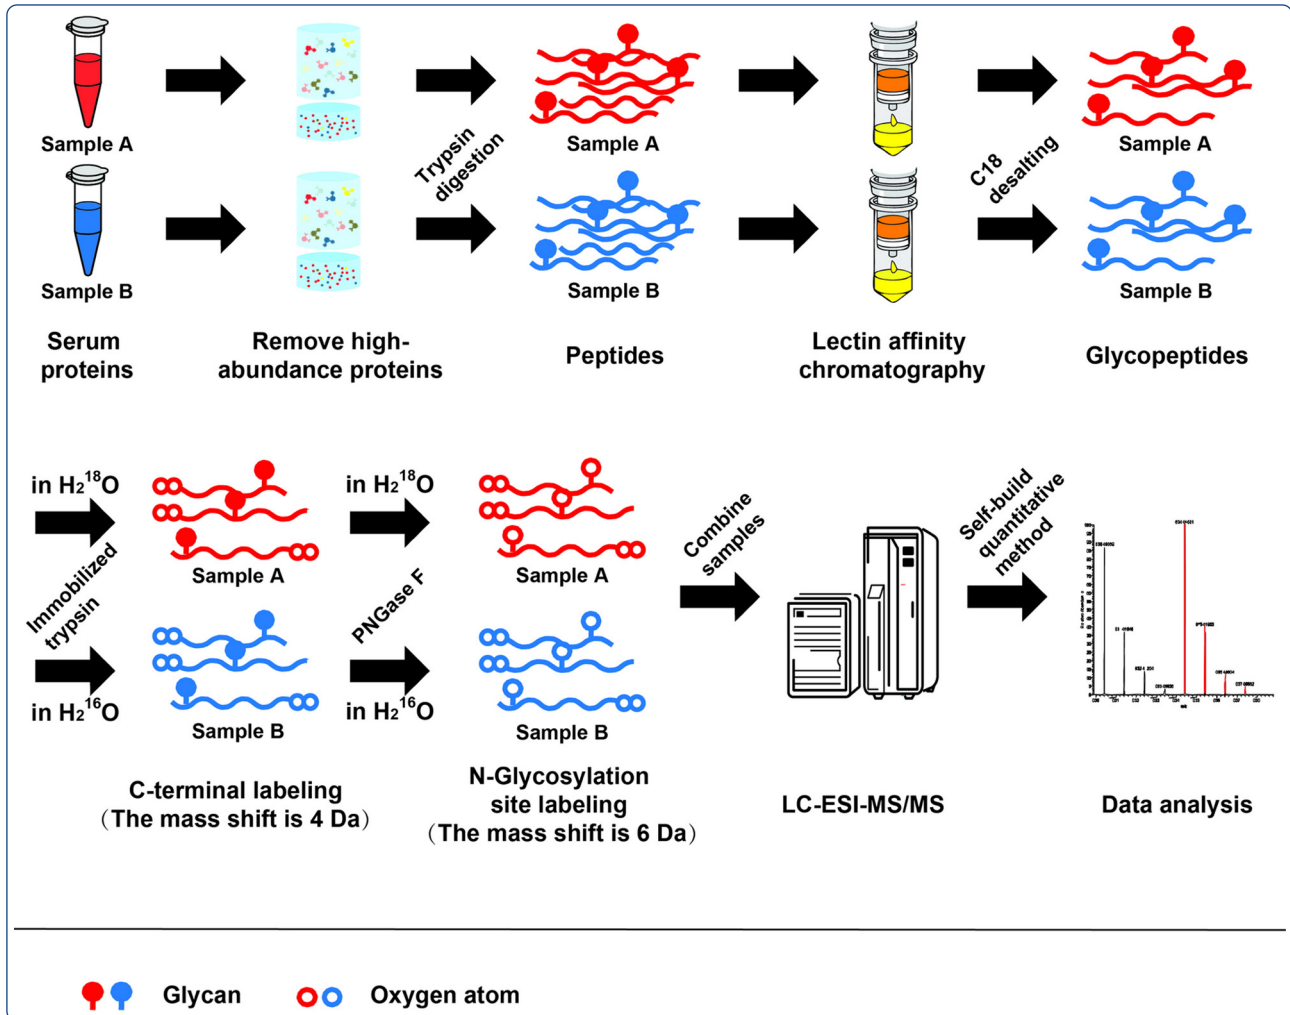 Sample A
Sample B
Serum
proteins
Remove high-
abundance proteins
Trypsin
digestion
Sample A
Sample B
Peptides
Lectin affinity
chromatography
C18
desalting
Sample A
Sample B
Glycopeptides
in H₂¹⁸O
Immobilized
trypsin
in H₂¹⁶O
Sample A
Sample B
C-terminal labeling
（The mass shift is 4 Da）
in H₂¹⁸O
PNGase F
in H₂¹⁶O
Sample A
Sample B
N-Glycosylation
site labeling
（The mass shift is 6 Da）
Combine
samples
LC-ESI-MS/MS
Self-build
quantitative
method
Data analysis
Glycan
Oxygen atom